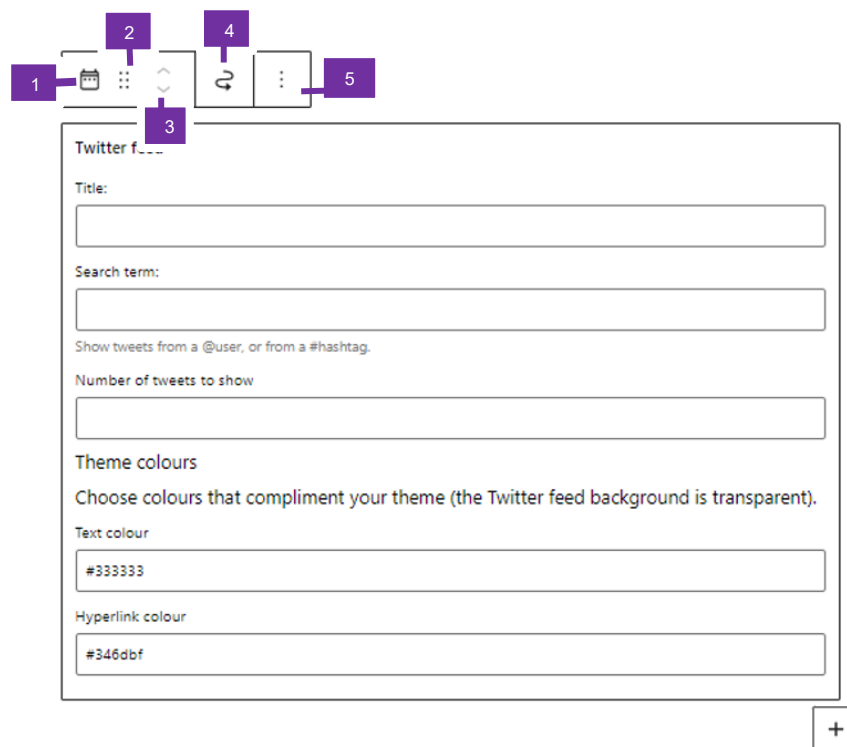 2
4
1
5
3
Twitter
Title:
Search term:
Show tweets from a @user, or from a #hashtag.
Number of tweets to show
Theme colours
Choose colours that compliment your theme (the Twitter feed background is transparent).
Text colour
#333333
Hyperlink colour
#346dbf
+